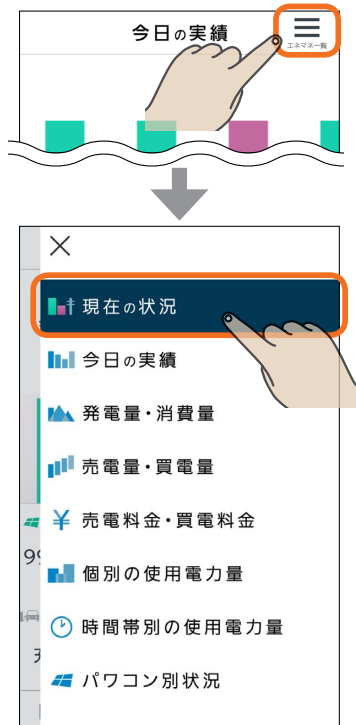 今日の実績
エネマネ一覧
現在の状況
今日の実績
発電量・消費量
売電量・買電量
¥ 売電料金・買電料金
99
個別の使用電力量
時間帯別の使用電力量
パワコン別状況